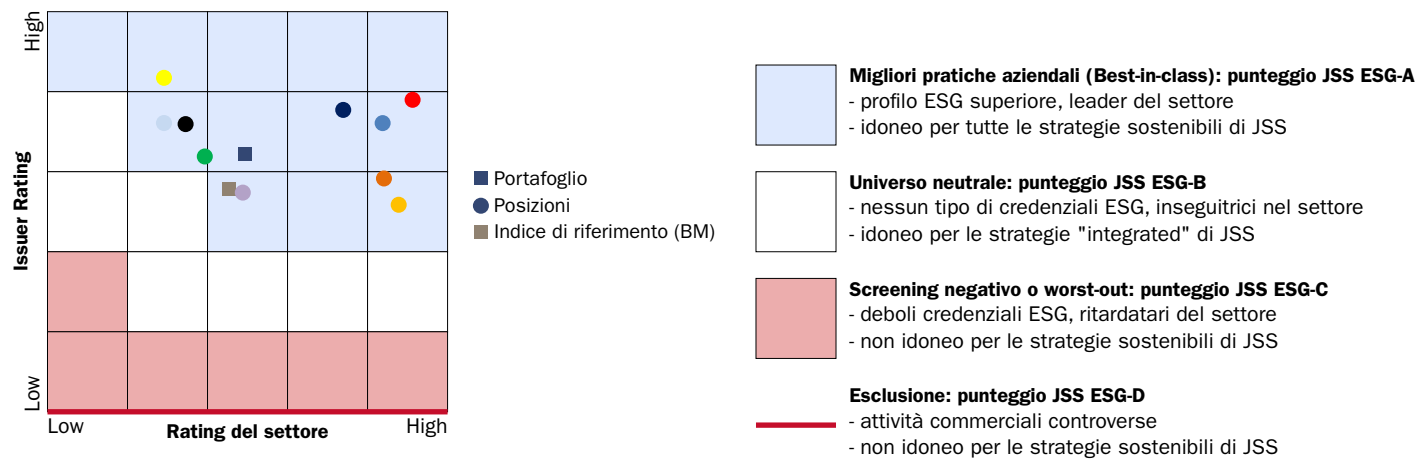 High
Issuer Rating
Low
Low
Rating del settore
High
Portafoglio
Posizioni
Indice di riferimento (BM)
Migliori pratiche aziendali (Best-in-class): punteggio JSS ESG-A
- profilo ESG superiore, leader del settore
- idoneo per tutte le strategie sostenibili di JSS
Universo neutrale: punteggio JSS ESG-B
- nessun tipo di credenziali ESG, inseguitrici nel settore
- idoneo per le strategie "integrated" di JSS
Screening negativo o worst-out: punteggio JSS ESG-C
- deboli credenziali ESG, ritardatari del settore
- non idoneo per le strategie sostenibili di JSS
Esclusione: punteggio JSS ESG-D
- attività commerciali controverse
- non idoneo per le strategie sostenibili di JSS